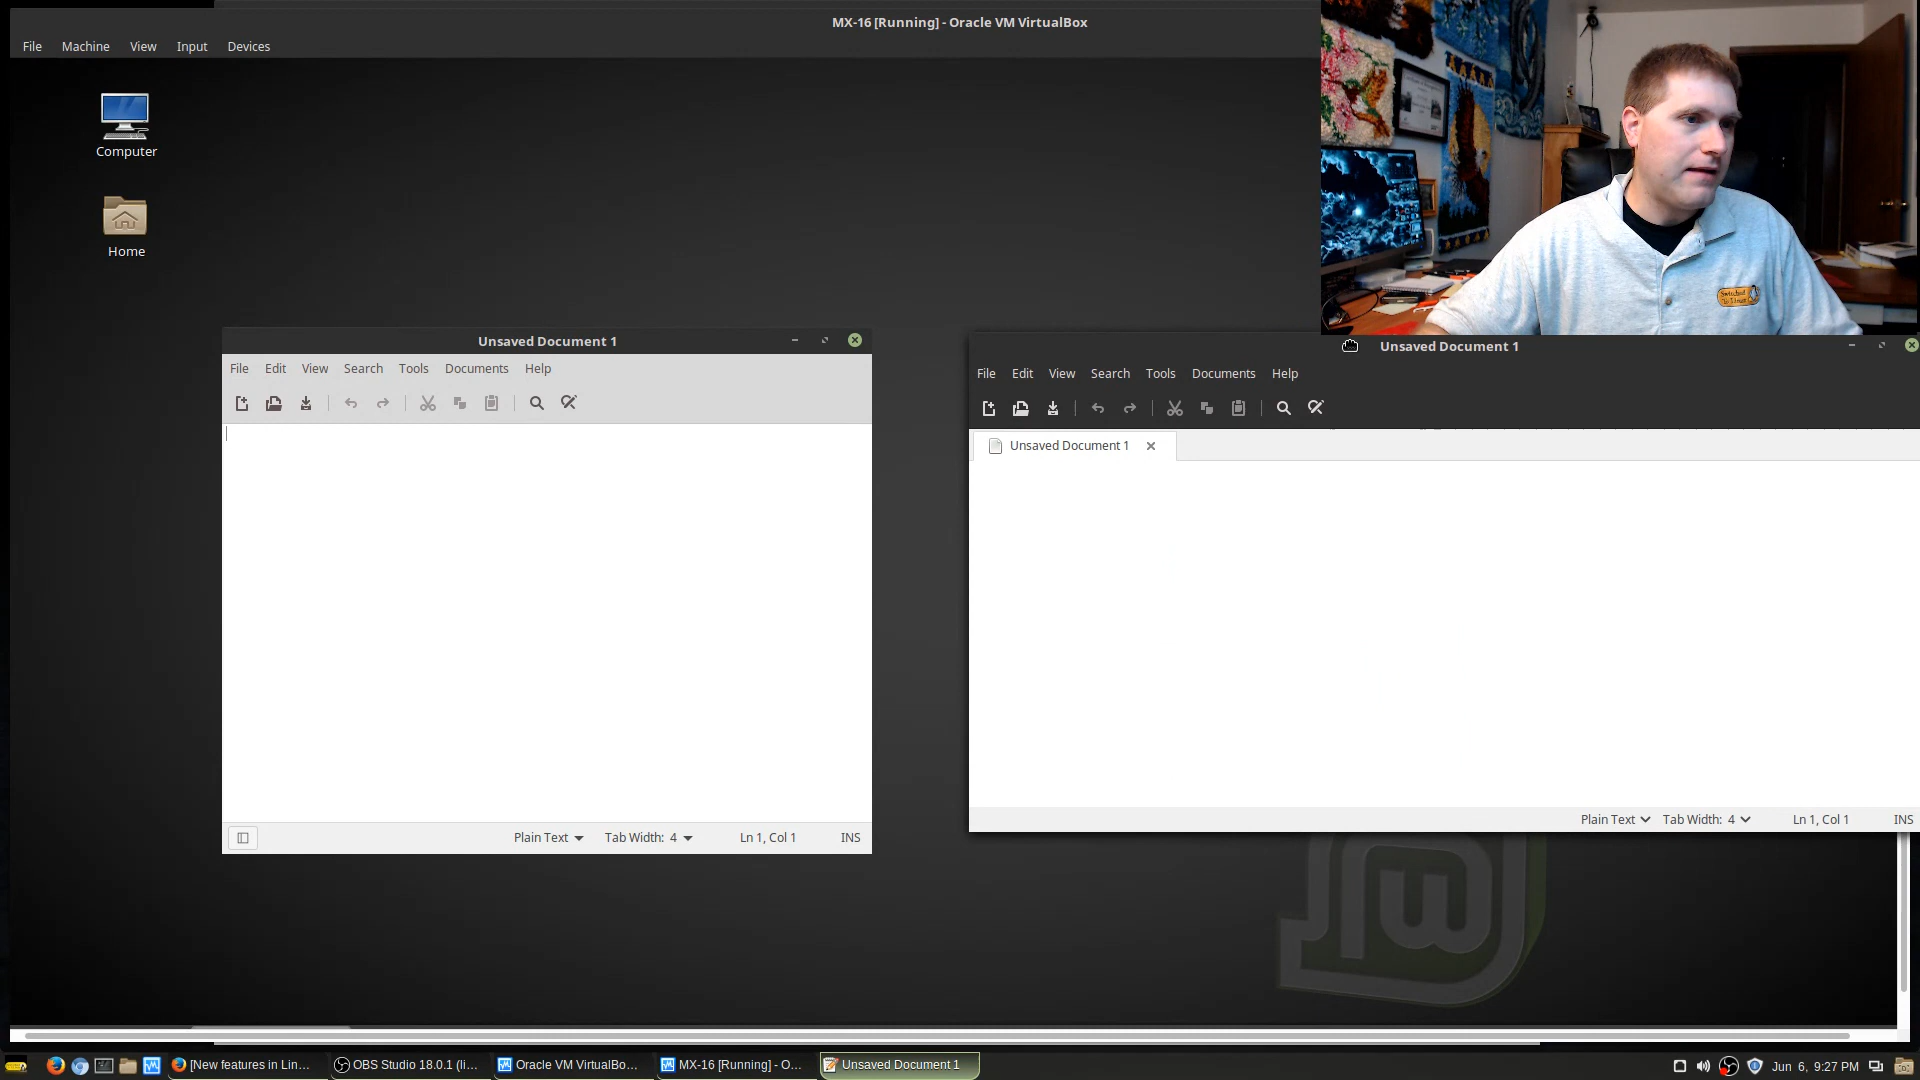 MX-16 [Running] - Oracle VM VirtualBox
File Machine View Input Devices
Computer
Home
Unsaved Document 1
File Edit View Search Tools Documents Help
Plain Text Tab Width: 4 Ln 1, Col 1 INS
Unsaved Document 1
File Edit View Search Tools Documents Help
Unsaved Document 1
Plain Text Tab Width: 4 Ln 1, Col 1 INS
[New features in Lin... OBS Studio 18.0.1 (li... Oracle VM VirtualBo... MX-16 [Running] - O... Unsaved Document 1 Jun 6, 9:27 PM